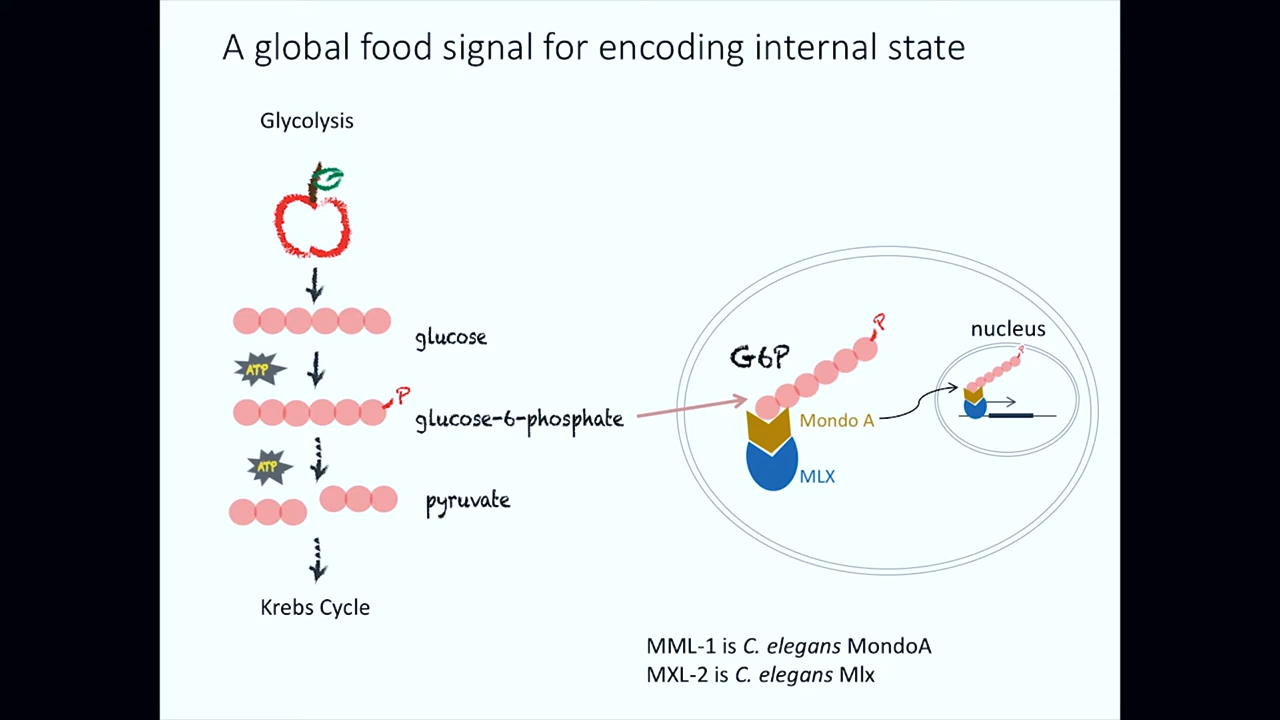 A global food signal for encoding internal state
Glycolysis
glucose
ATP
P
glucose-6-phosphate
ATP
pyruvate
Krebs Cycle
P
G6P
Mondo A
MLX
nucleus
P
MML-1 is C. elegans MondoA
MXL-2 is C. elegans Mlx